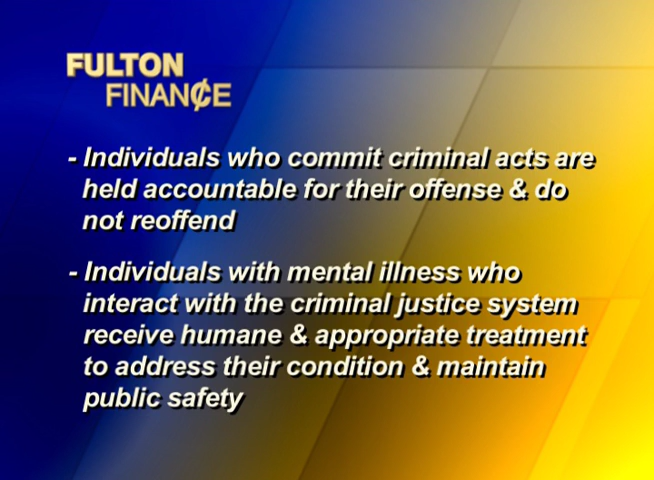 FULTON
FINAN¢E
- Individuals who commit criminal acts are
held accountable for their offense & do
not reoffend
- Individuals with mental illness who
interact with the criminal justice system
receive humane & appropriate treatment
to address their condition & maintain
public safety